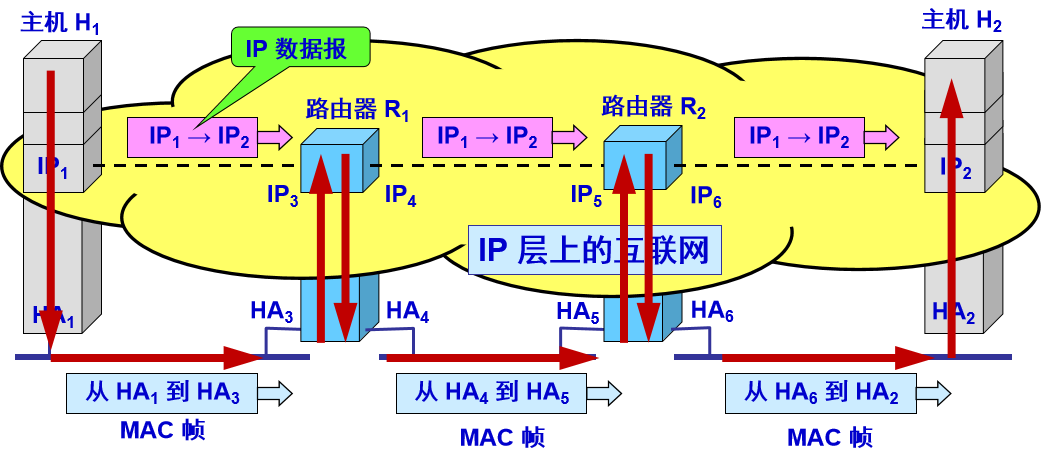 主机 H₁
主机 H₂
IP 数据报
路由器 R₁
路由器 R₂
IP₁ → IP₂
IP₁ → IP₂
IP₁ → IP₂
IP₁
IP₂
IP₃
IP₄
IP₅
IP₆
IP 层上的互联网
HA₁
HA₃
HA₄
HA₅
HA₆
HA₂
从 HA₁ 到 HA₃
从 HA₄ 到 HA₅
从 HA₆ 到 HA₂
MAC 帧
MAC 帧
MAC 帧